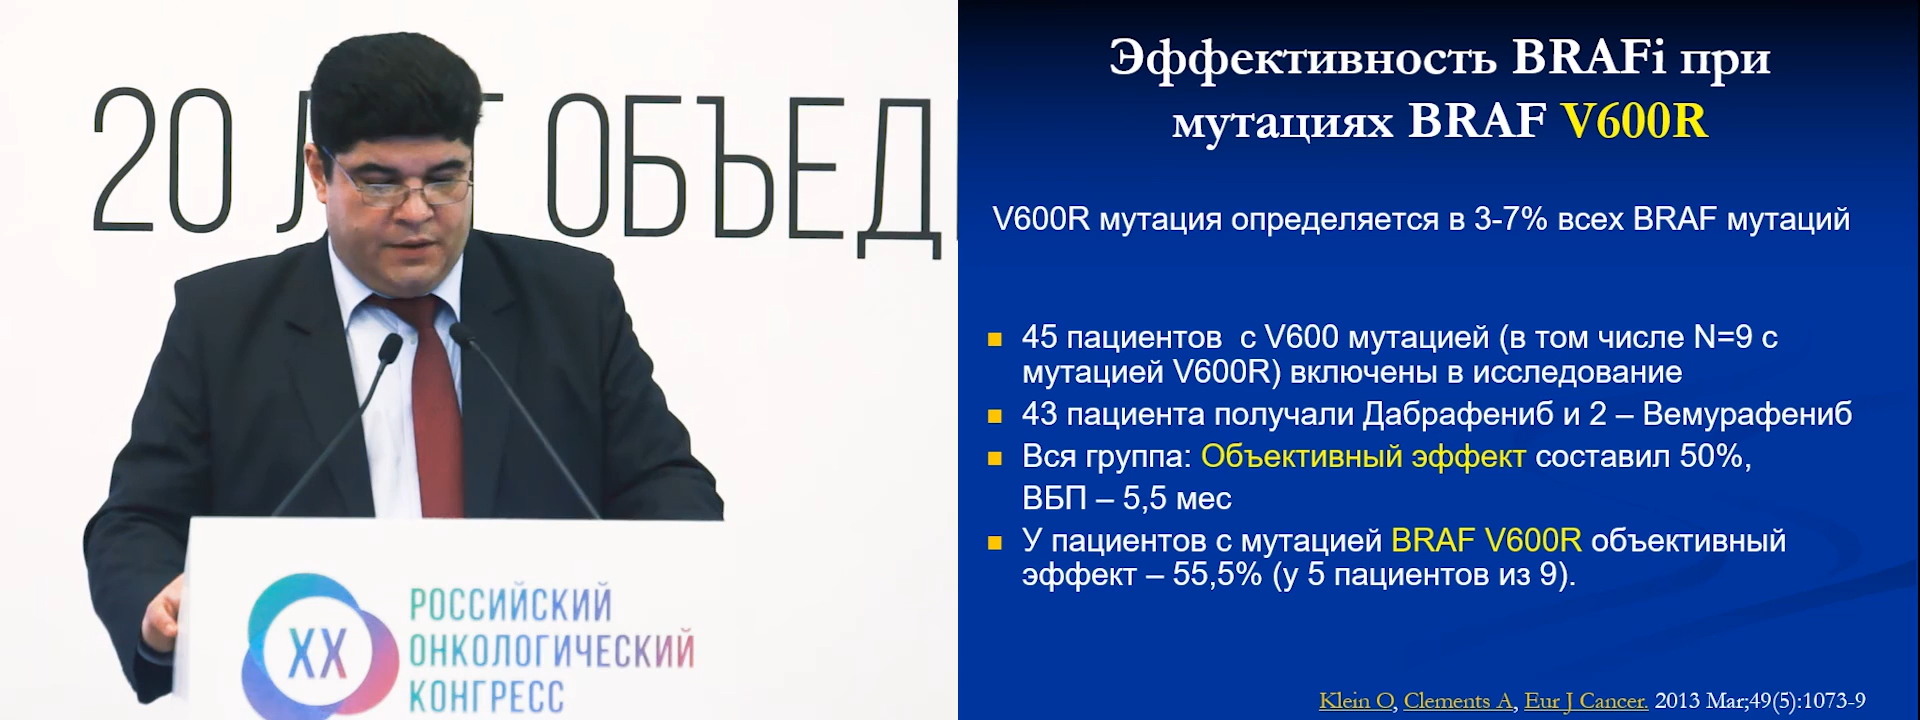 20 Л Т ОБЪЕД
XX
РОССИЙСКИЙ
ОНКОЛОГИЧЕСКИЙ
КОНГРЕСС
Эффективность BRAFi при
мутациях BRAF V600R
V600R мутация определяется в 3-7% всех BRAF мутаций
45 пациентов с V600 мутацией (в том числе N=9 с
мутацией V600R) включены в исследование
43 пациента получали Дабрафениб и 2 – Вемурафениб
Вся группа: Объективный эффект составил 50%,
ВБП – 5,5 мес
У пациентов с мутацией BRAF V600R объективный
эффект – 55,5% (у 5 пациентов из 9).
Klein O, Clements A, Eur J Cancer. 2013 Mar;49(5):1073-9